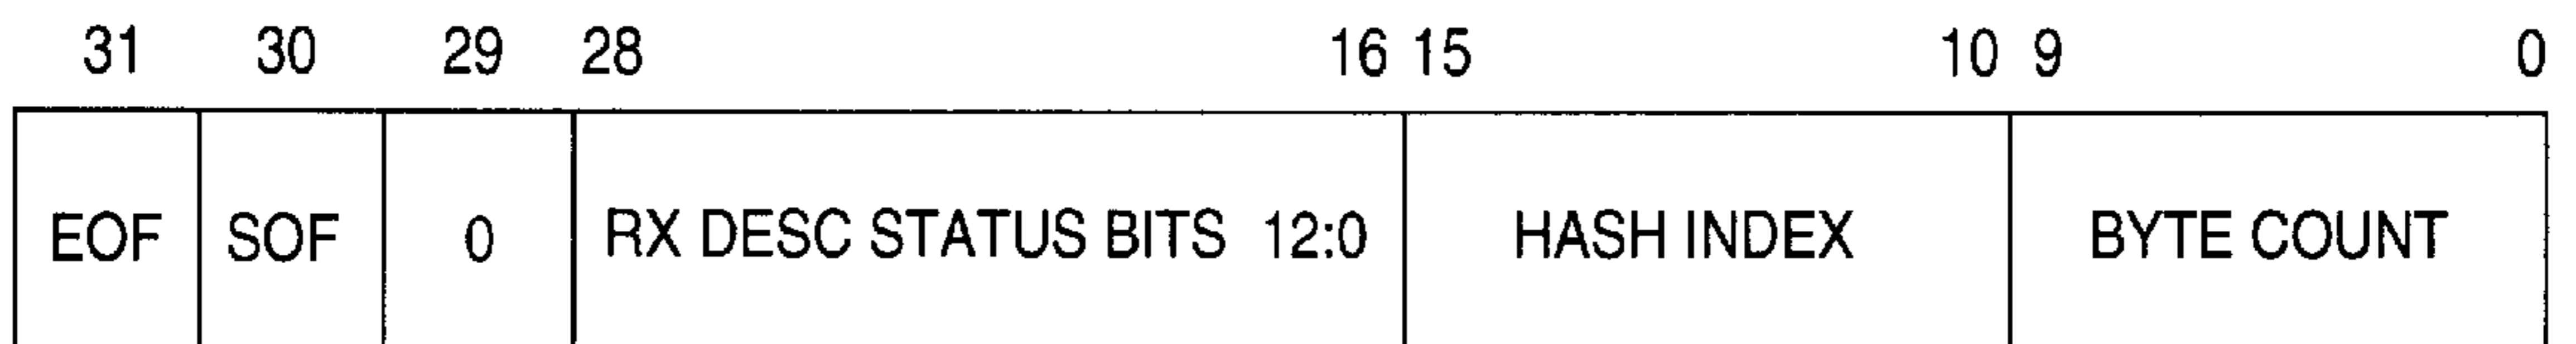 31 30 29 28 16 15 10 9 0
EOF SOF 0 RX DESC STATUS BITS 12:0 HASH INDEX BYTE COUNT